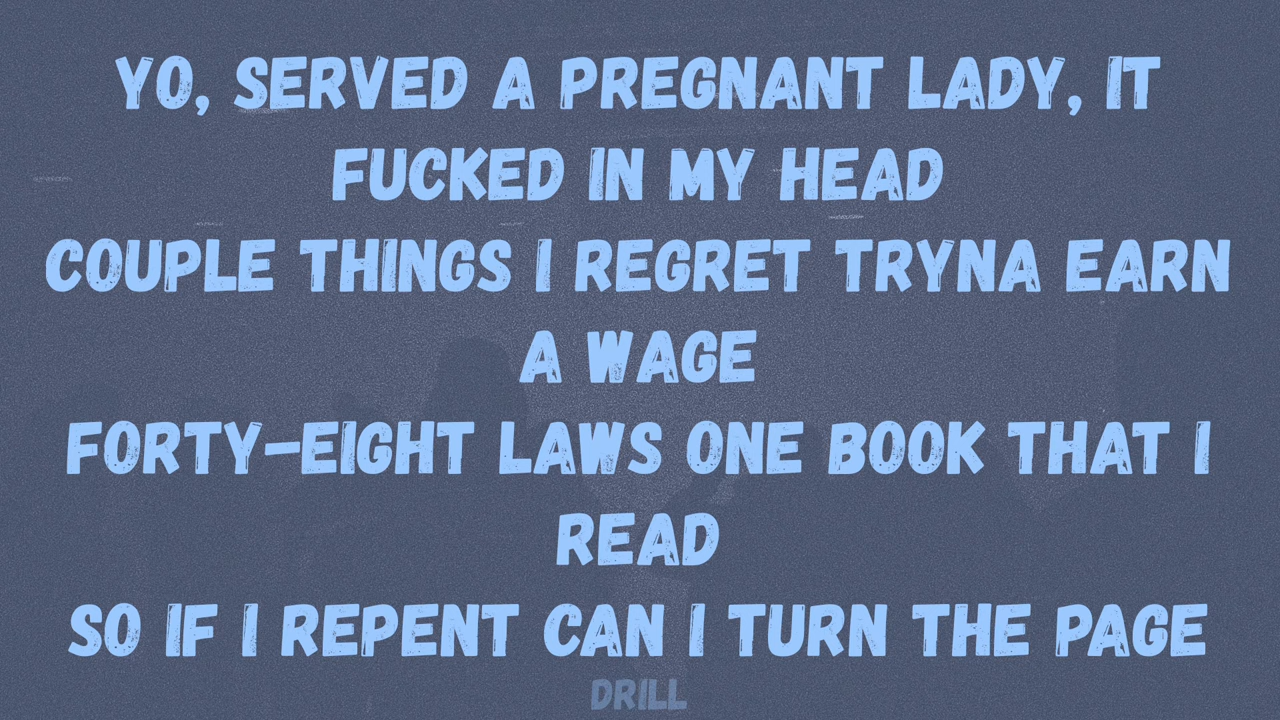 YO, SERVED A PREGNANT LADY, IT
FUCKED IN MY HEAD
COUPLE THINGS I REGRET TRYNA EARN
A WAGE
FORTY-EIGHT LAWS ONE BOOK THAT I
READ
SO IF I REPENT CAN I TURN THE PAGE
DRILL